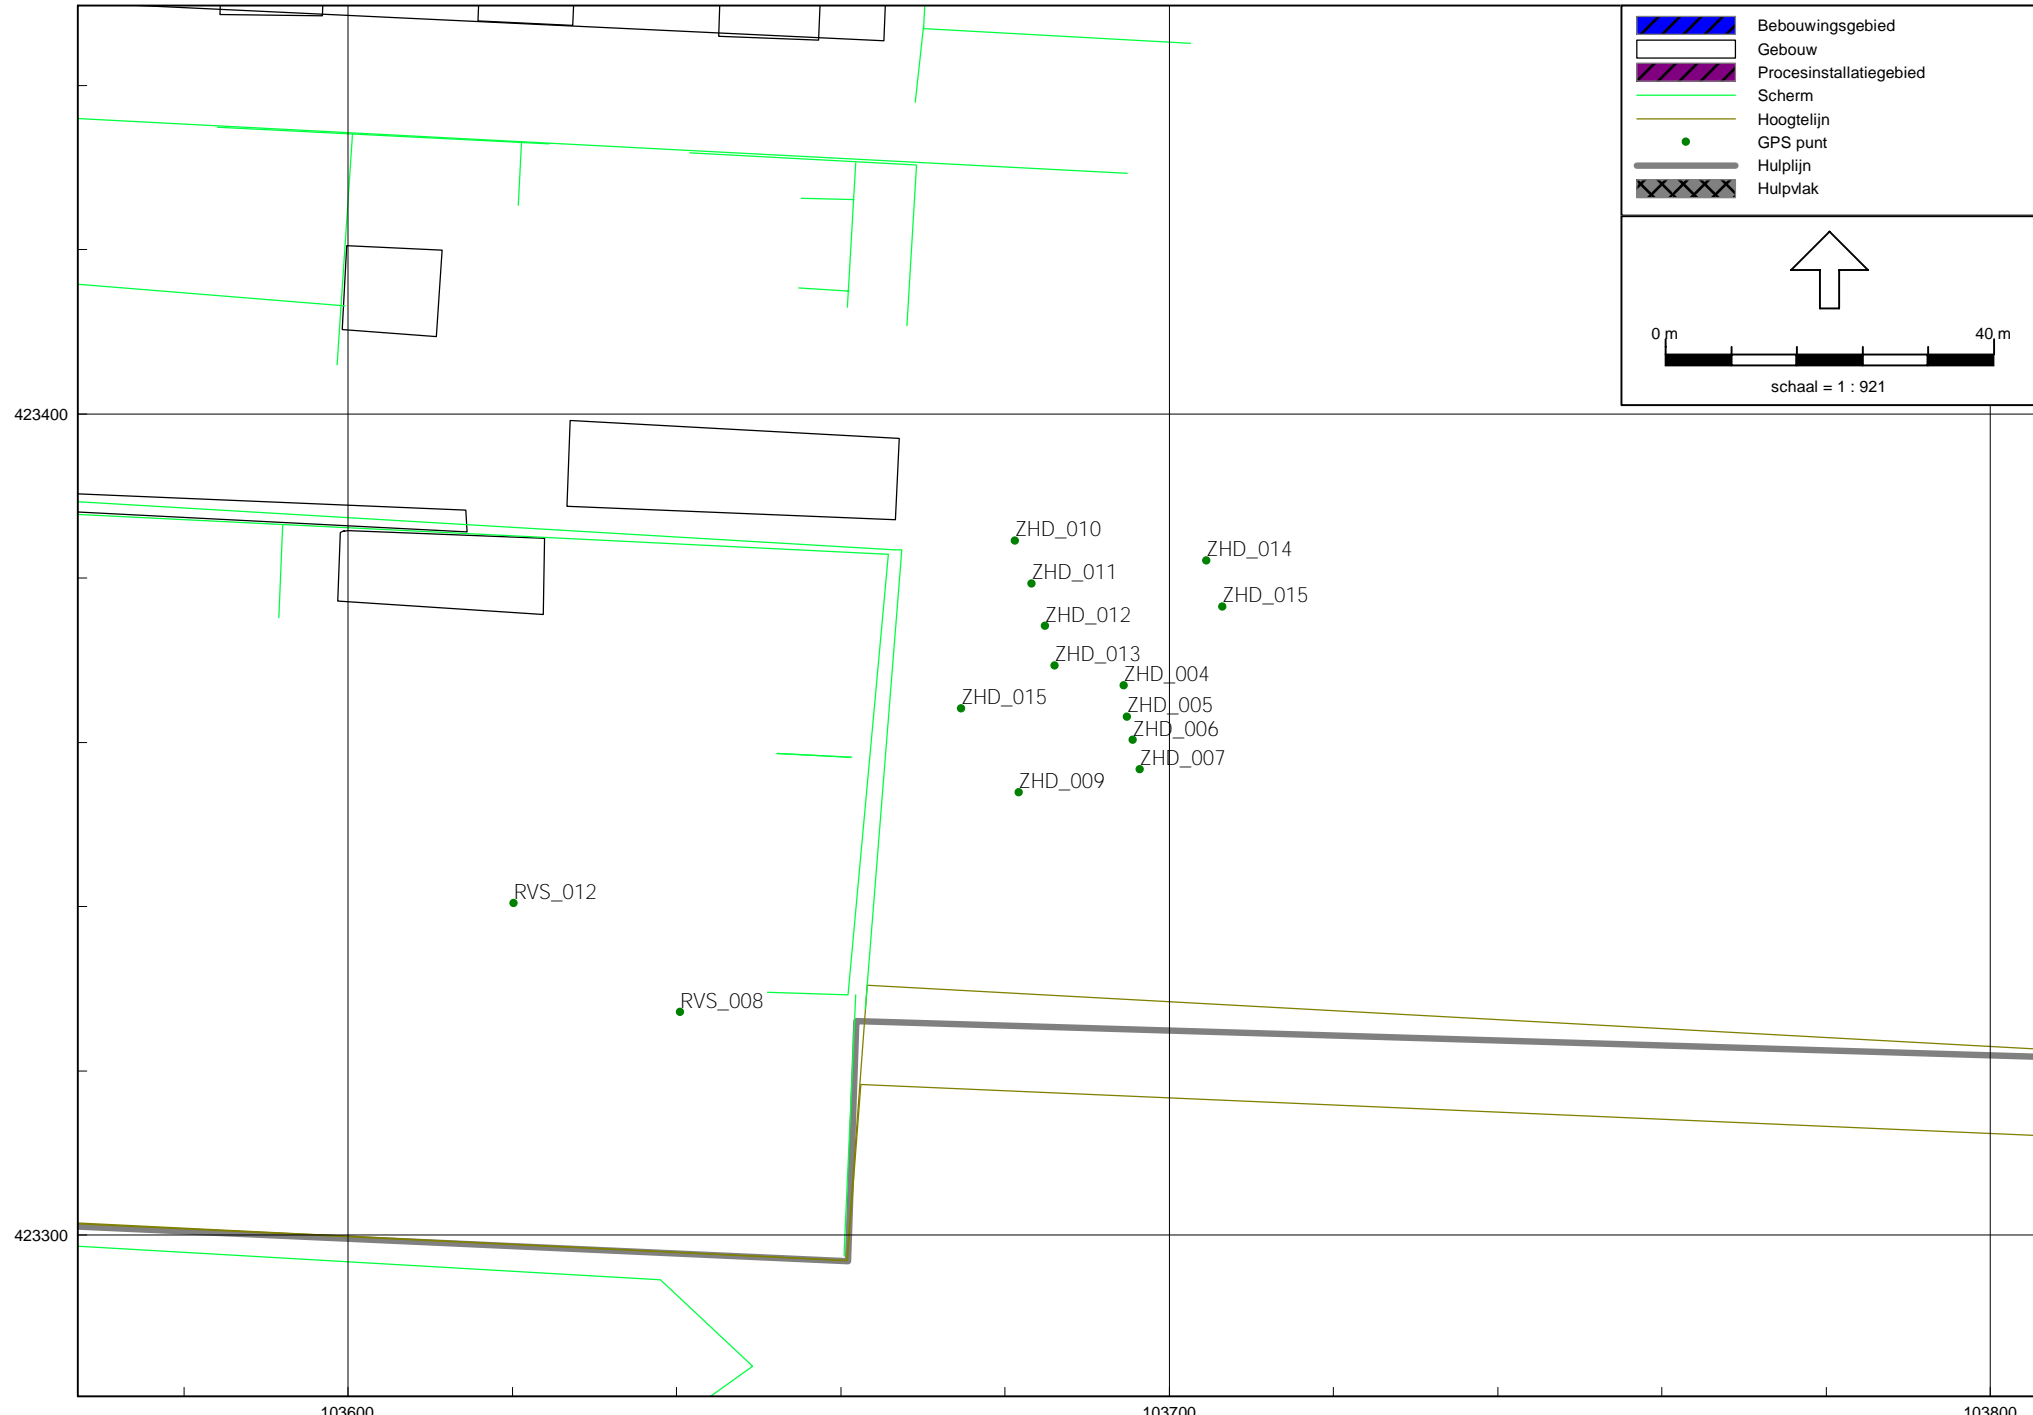 Bebouwingsgebied
Gebouw
Procesinstallatiegebied
Scherm
Hoogtelijn
GPS punt
Hulplijn
Hulpvlak
0 m 40 m
schaal = 1 : 921
423400
ZHD_010
ZHD_014
ZHD_011
ZHD_015
ZHD_012
ZHD_013
ZHD_004
ZHD_015
ZHD_005
ZHD_006
ZHD_007
ZHD_009
RVS_012
RVS_008
423300
103600 103700 103800